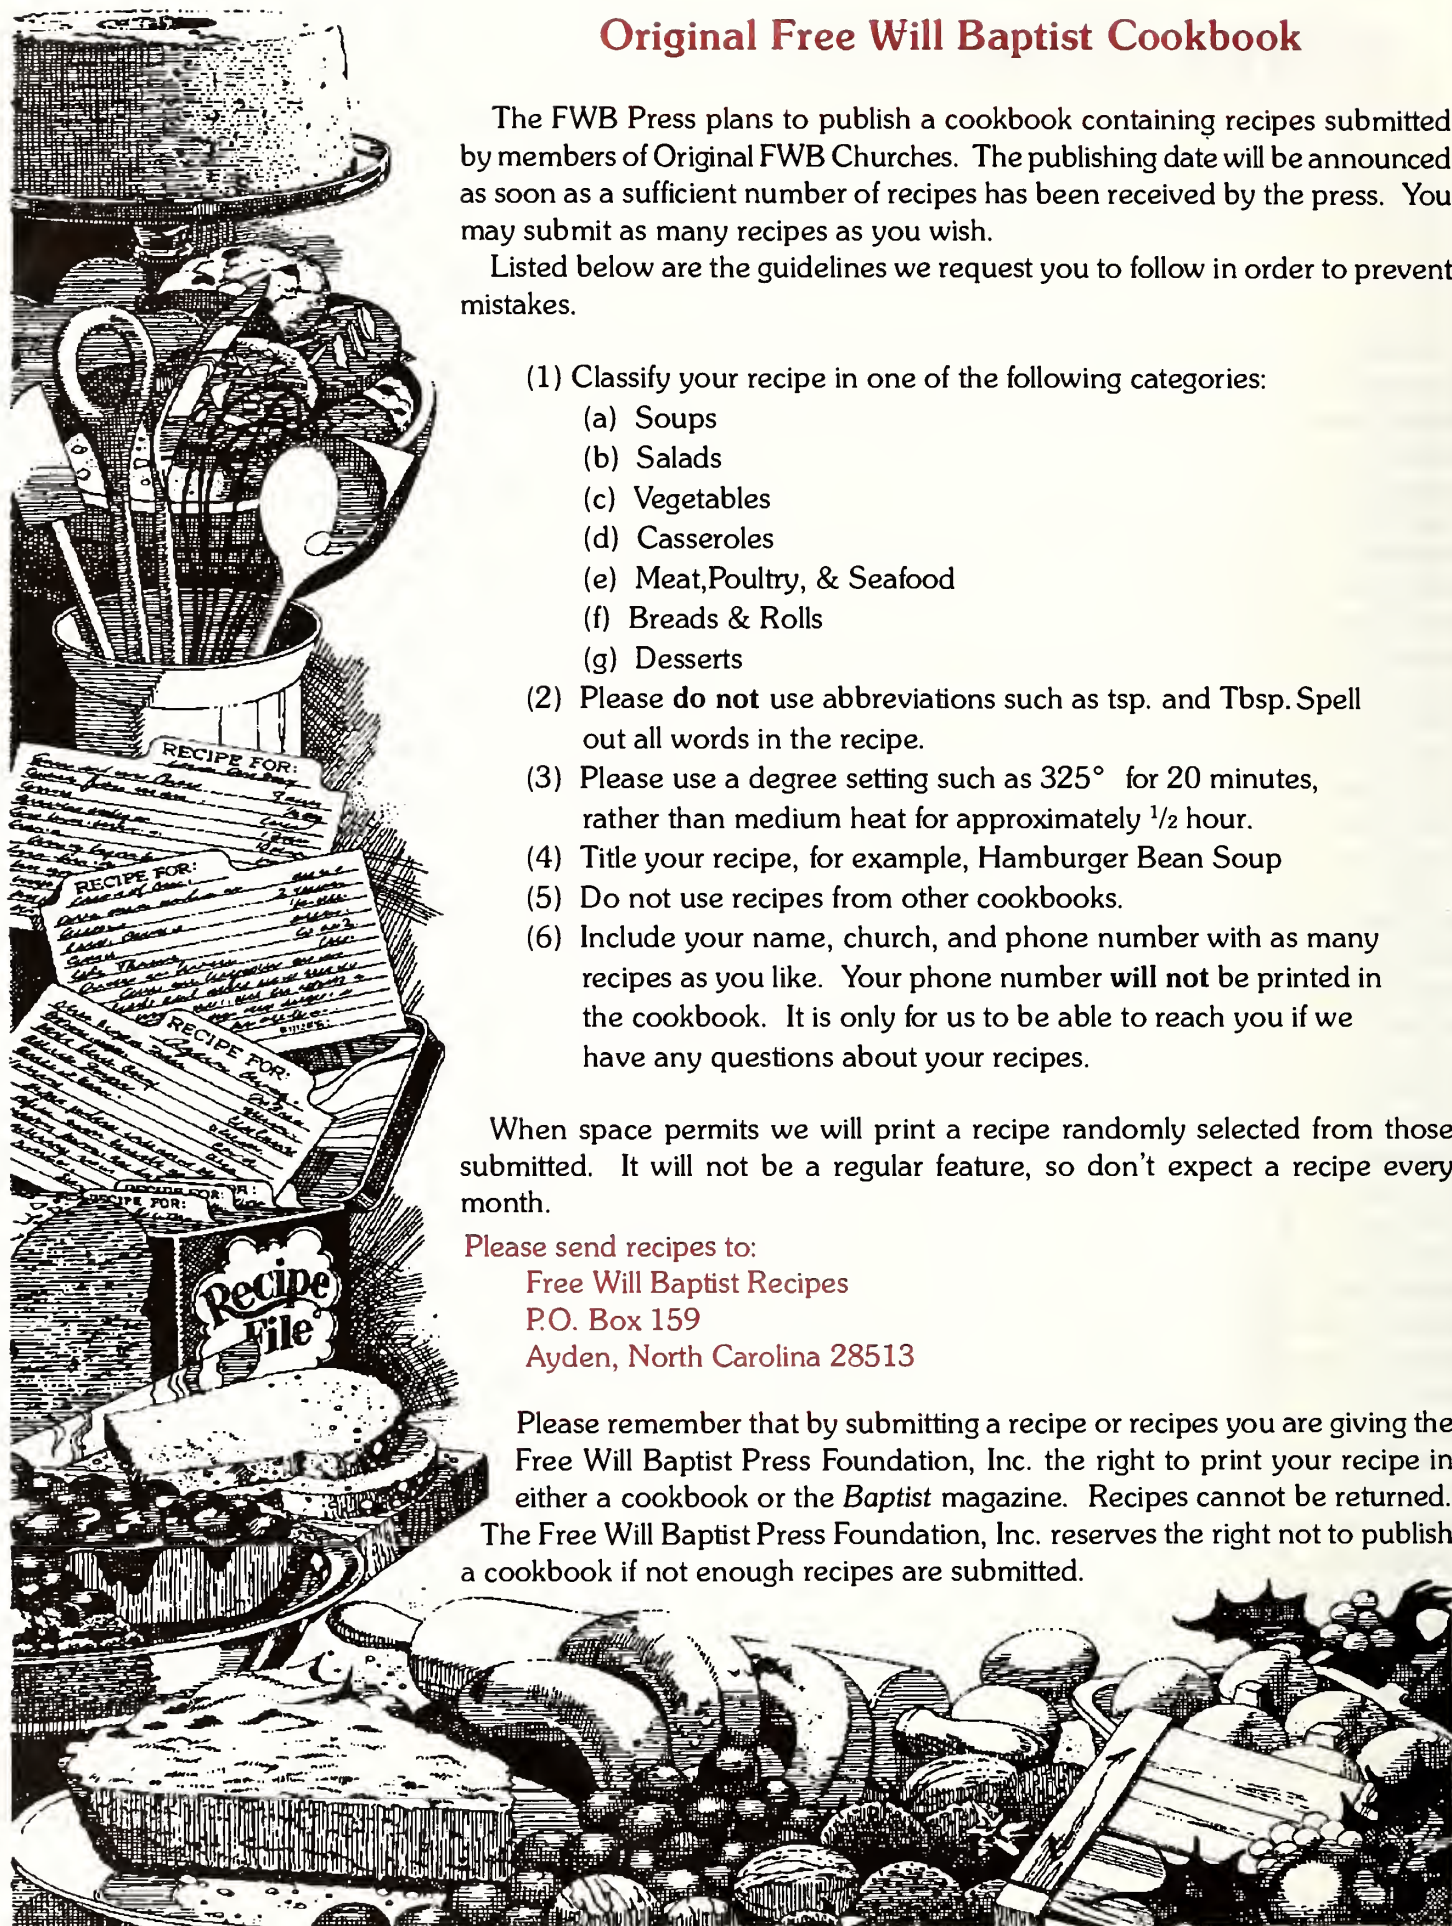 Original Free Will Baptist Cookbook
The FWB Press plans to publish a cookbook containing recipes submitted
by members of Original FWB Churches. The publishing date will be announced
as soon as a sufficient number of recipes has been received by the press. You
may submit as many recipes as you wish.
Listed below are the guidelines we request you to follow in order to prevent
mistakes.
(1) Classify your recipe in one of the following categories:
(a) Soups
(b) Salads
(c) Vegetables
(d) Casseroles
(e) Meat,Poultry, & Seafood
(f) Breads & Rolls
(g) Desserts
(2) Please do not use abbreviations such as tsp. and Tbsp. Spell
out all words in the recipe.
(3) Please use a degree setting such as 325° for 20 minutes,
rather than medium heat for approximately 1/2 hour.
(4) Title your recipe, for example, Hamburger Bean Soup
(5) Do not use recipes from other cookbooks.
(6) Include your name, church, and phone number with as many
recipes as you like. Your phone number will not be printed in
the cookbook. It is only for us to be able to reach you if we
have any questions about your recipes.
When space permits we will print a recipe randomly selected from those
submitted. It will not be a regular feature, so don't expect a recipe every
month.
Please send recipes to:
Free Will Baptist Recipes
P.O. Box 159
Ayden, North Carolina 28513
Please remember that by submitting a recipe or recipes you are giving the
Free Will Baptist Press Foundation, Inc. the right to print your recipe in
either a cookbook or the Baptist magazine. Recipes cannot be returned.
The Free Will Baptist Press Foundation, Inc. reserves the right not to publish
a cookbook if not enough recipes are submitted.
RECIPE FOR:
RECIPE FOR:
RECIPE FOR:
RECIPE FOR:
Recipe
File